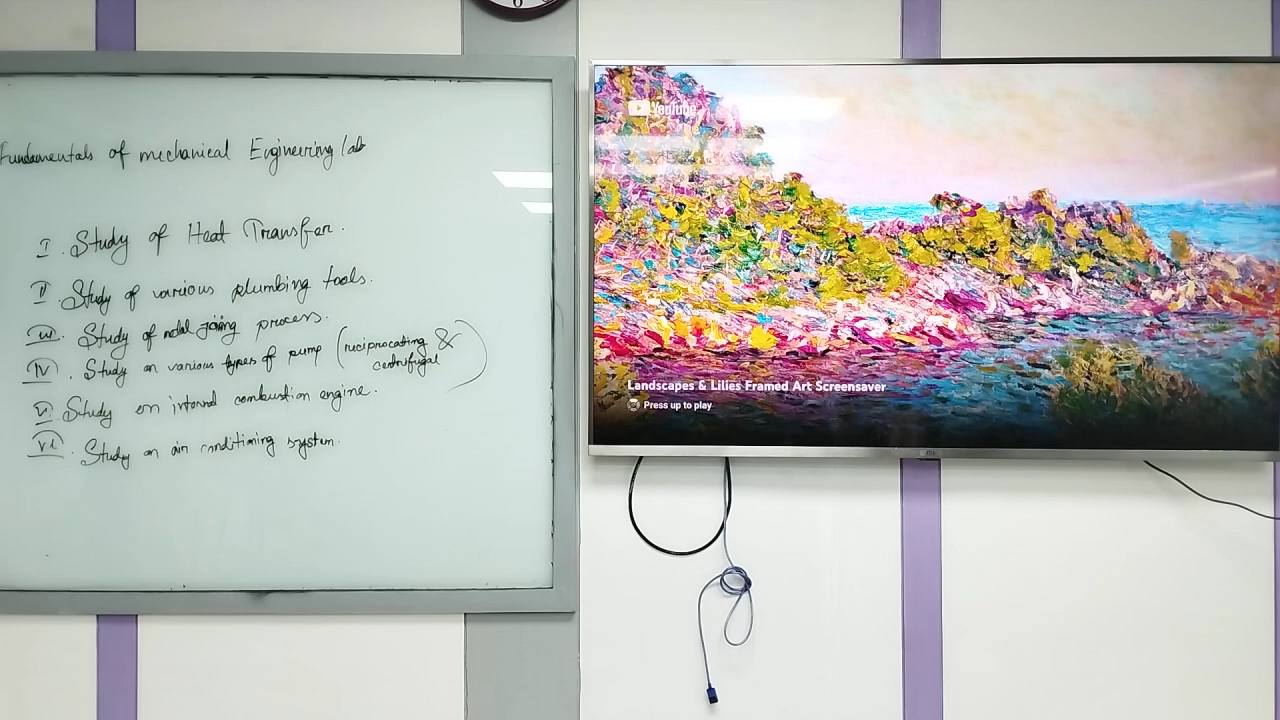 Fundamentals of mechanical Engineering lab
I. Study of Heat Transfer.
II Study of various plumbing tools.
III. Study of metal joining process.
IV. Study on various types of pump (reciprocating &
centrifugal)
V. Study on internal combustion engine.
VI. Study on air conditioning system.
YouTube
Landscapes & Lilies Framed Art Screensaver
Press up to play
6